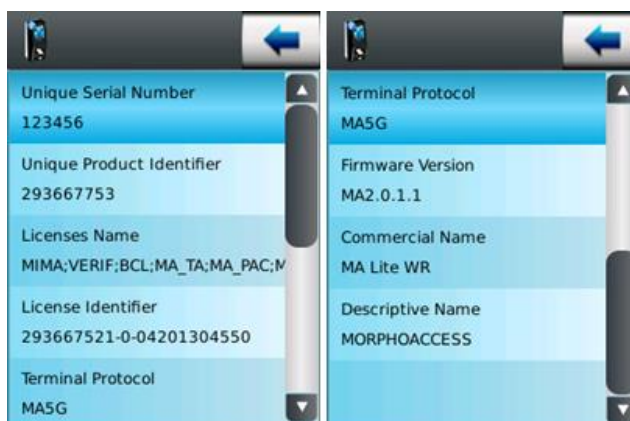 Unique Serial Number
123456
Unique Product Identifier
293667753
Licenses Name
MIMA;VERIF;BCL;MA_TA;MA_PAC;M
License Identifier
293667521-0-04201304550
Terminal Protocol
MA5G
Terminal Protocol
MA5G
Firmware Version
MA2.0.1.1
Commercial Name
MA Lite WR
Descriptive Name
MORPHOACCESS